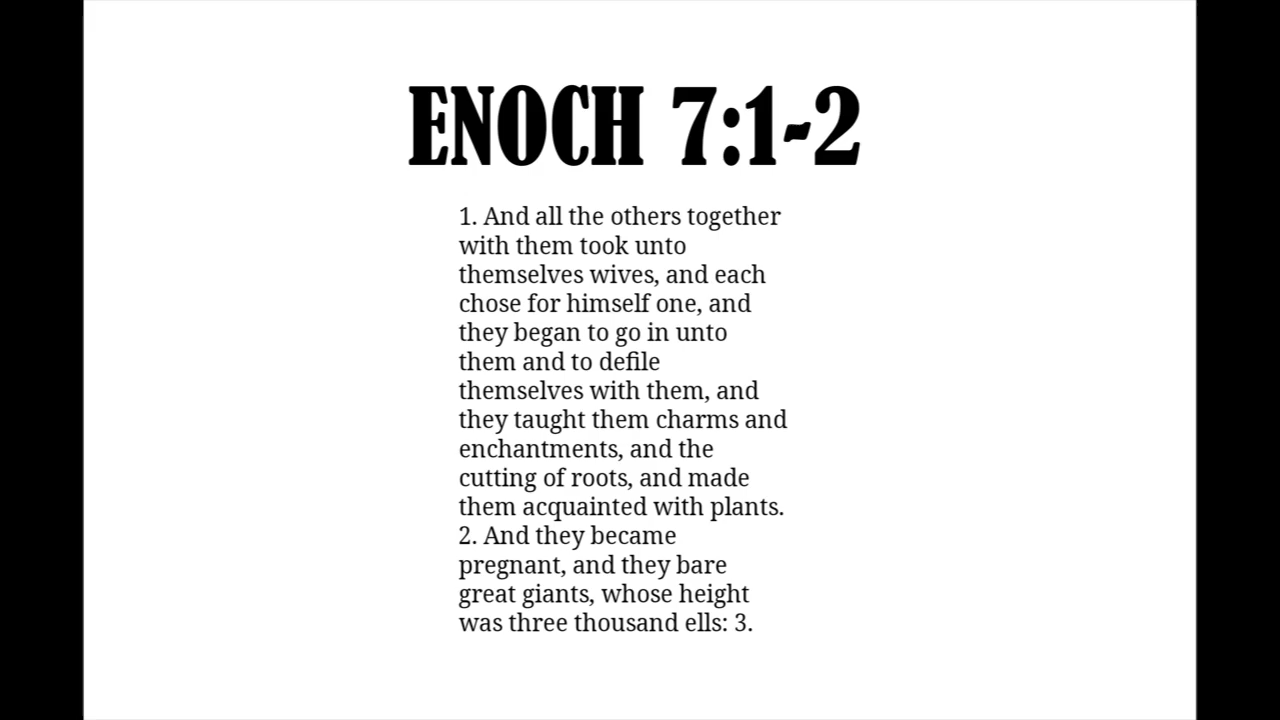 ENOCH 7:1-2
1. And all the others together
with them took unto
themselves wives, and each
chose for himself one, and
they began to go in unto
them and to defile
themselves with them, and
they taught them charms and
enchantments, and the
cutting of roots, and made
them acquainted with plants.
2. And they became
pregnant, and they bare
great giants, whose height
was three thousand ells: 3.